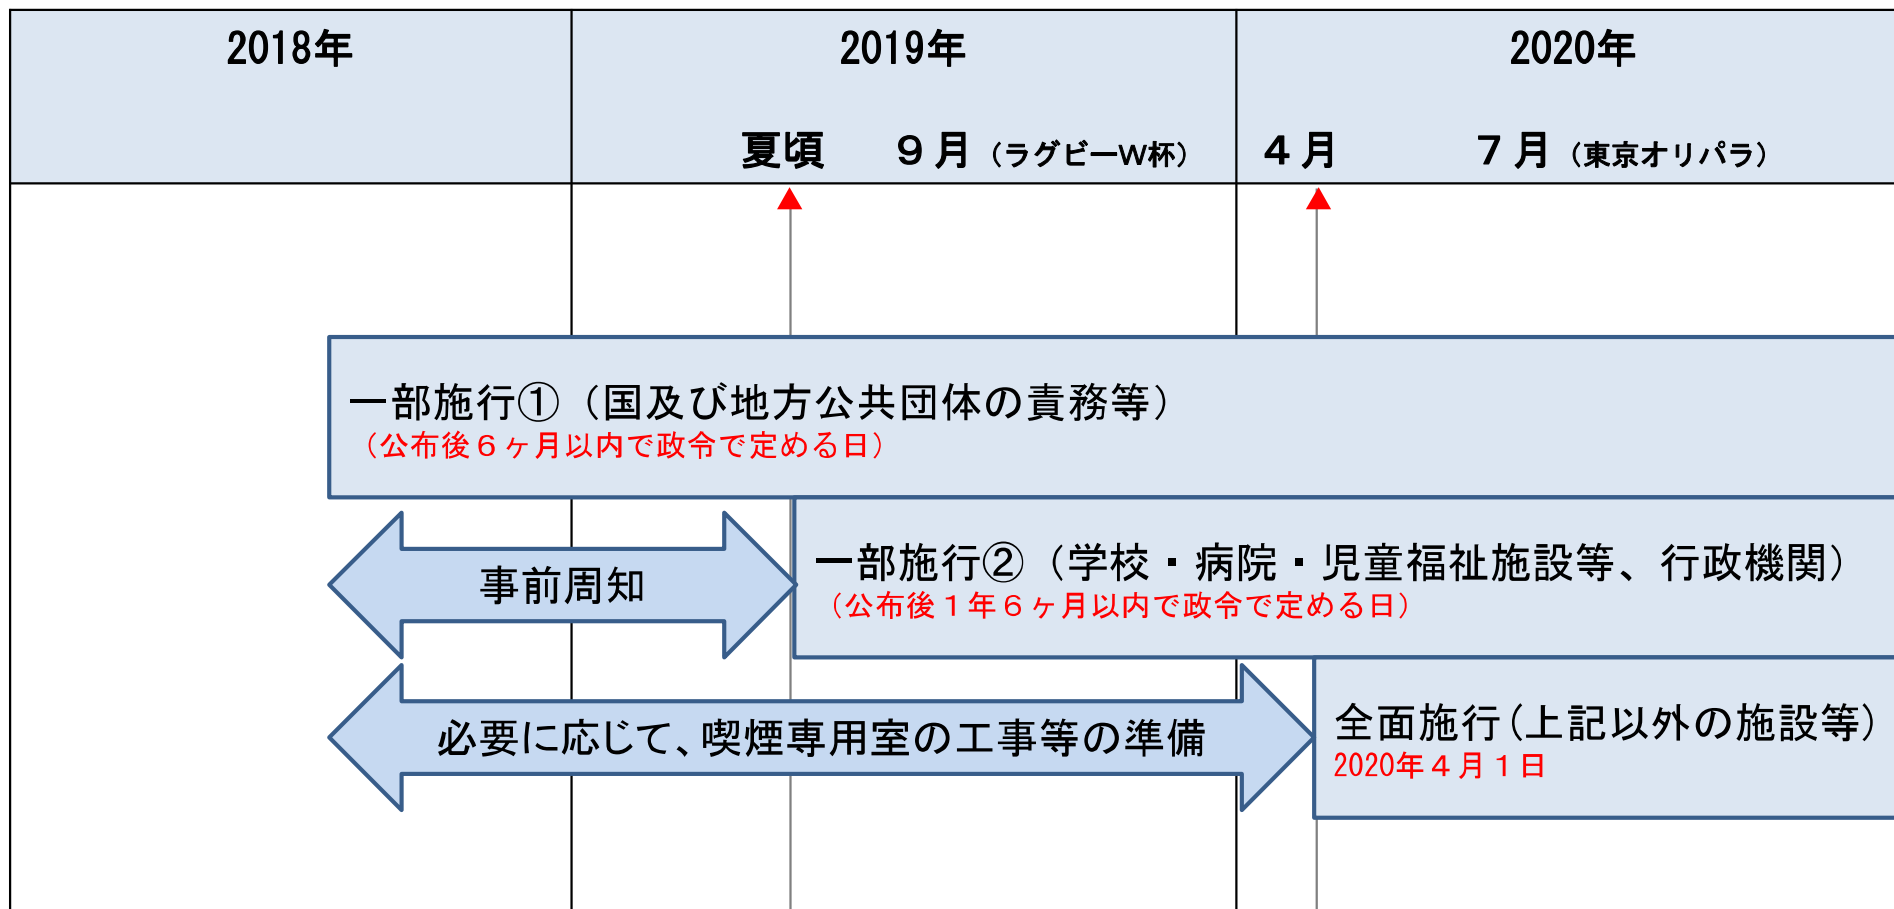 2018年
2019年
2020年
夏頃
９月（ラグビーＷ杯）
４月
７月（東京オリパラ）
一部施行①（国及び地方公共団体の責務等）
（公布後６ヶ月以内で政令で定める日）
事前周知
一部施行②（学校・病院・児童福祉施設等、行政機関）
（公布後１年６ヶ月以内で政令で定める日）
必要に応じて、喫煙専用室の工事等の準備
全面施行(上記以外の施設等)
2020年４月１日